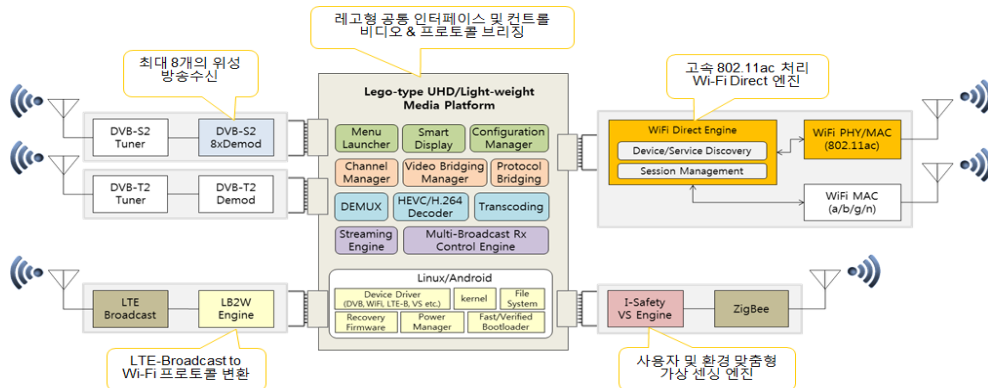 레고형 공통 인터페이스 및 컨트롤
비디오 & 프로토콜 브리징
최대 8개의 위성
방송수신
고속 802.11ac 처리
Wi-Fi Direct 엔진
Lego-type UHD/Light-weight
Media Platform
DVB-S2
Tuner
DVB-S2
8xDemod
DVB-T2
Tuner
DVB-T2
Demod
LTE
Broadcast
LB2W
Engine
LTE-Broadcast to
Wi-Fi 프로토콜 변환
Menu
Launcher
Smart
Display
Configuration
Manager
Channel
Manager
Video Bridging
Manager
Protocol
Bridging
DEMUX
HEVC/H.264
Decoder
Transcoding
Streaming
Engine
Multi-Broadcast Rx
Control Engine
Linux/Android
Device Driver
(DVB, WiFi, LTE-B, VS etc.)
kernel
File
System
Recovery
Firmware
Power
Manager
Fast/Verified
Bootloader
WiFi Direct Engine
Device/Service Discovery
Session Management
WiFi PHY/MAC
(802.11ac)
WiFi MAC
(a/b/g/n)
I-Safety
VS Engine
ZigBee
사용자 및 환경 맞춤형
가상 센싱 엔진